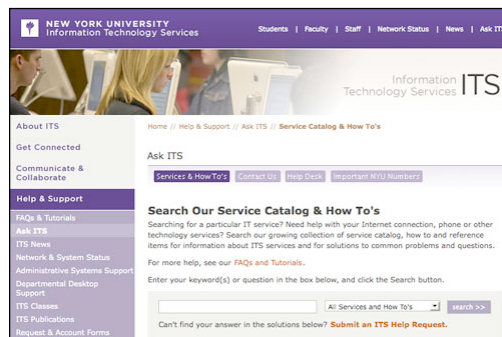 NEW YORK UNIVERSITY
Information Technology Services
Students | Faculty | Staff | Network Status | News | Ask IT
Information
Technology Services ITS
About ITS
Get Connected
Communicate &
Collaborate
Help & Support
FAQs & Tutorials
Ask ITS
ITS News
Network & System Status
Administrative Systems Support
Departmental Desktop
Support
ITS Classes
ITS Publications
Request & Account Forms
Home // Help & Support // Ask ITS // Service Catalog & How To's
Ask ITS
Services & HowTo's Contact Us Help Desk Important NYU Numbers
Search Our Service Catalog & How To's
Searching for a particular IT service? Need help with your Internet connection, phone or other
technology services? Search our growing collection of service catalog, how to and reference
items for information about ITS services and for solutions to common problems and questions.
For more help, see our FAQs and Tutorials.
Enter your keyword(s) or question in the box below, and click the Search button.
All Services and How To's search >>
Can't find your answer in the solutions below? Submit an ITS Help Request.